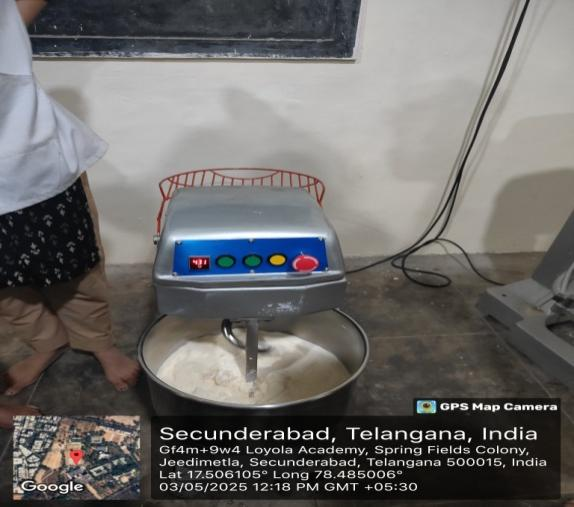 431
GPS Map Camera
Secunderabad, Telangana, India
Gf4m+9w4 Loyola Academy, Spring Fields Colony,
Jeedimetla, Secunderabad, Telangana 500015, India
Lat 17.506105° Long 78.485006°
03/05/2025 12:18 PM GMT +05:30
Google